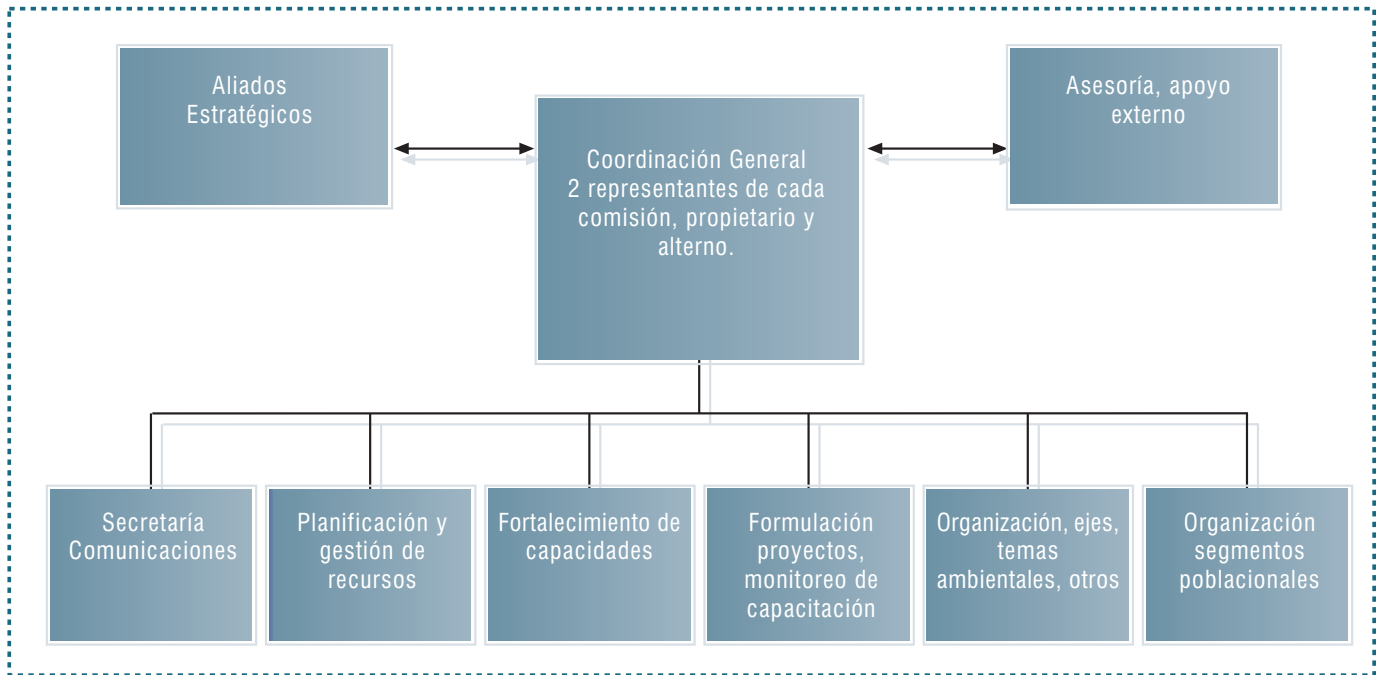 Aliados
Estratégicos
Asesoría, apoyo
externo
Coordinación General
2 representantes de cada
comisión, propietario y
alterno.
Secretaría
Comunicaciones
Planificación y
gestión de
recursos
Fortalecimiento de
capacidades
Formulación
proyectos,
monitoreo de
capacitación
Organización, ejes,
temas
ambientales, otros
Organización
segmentos
poblacionales